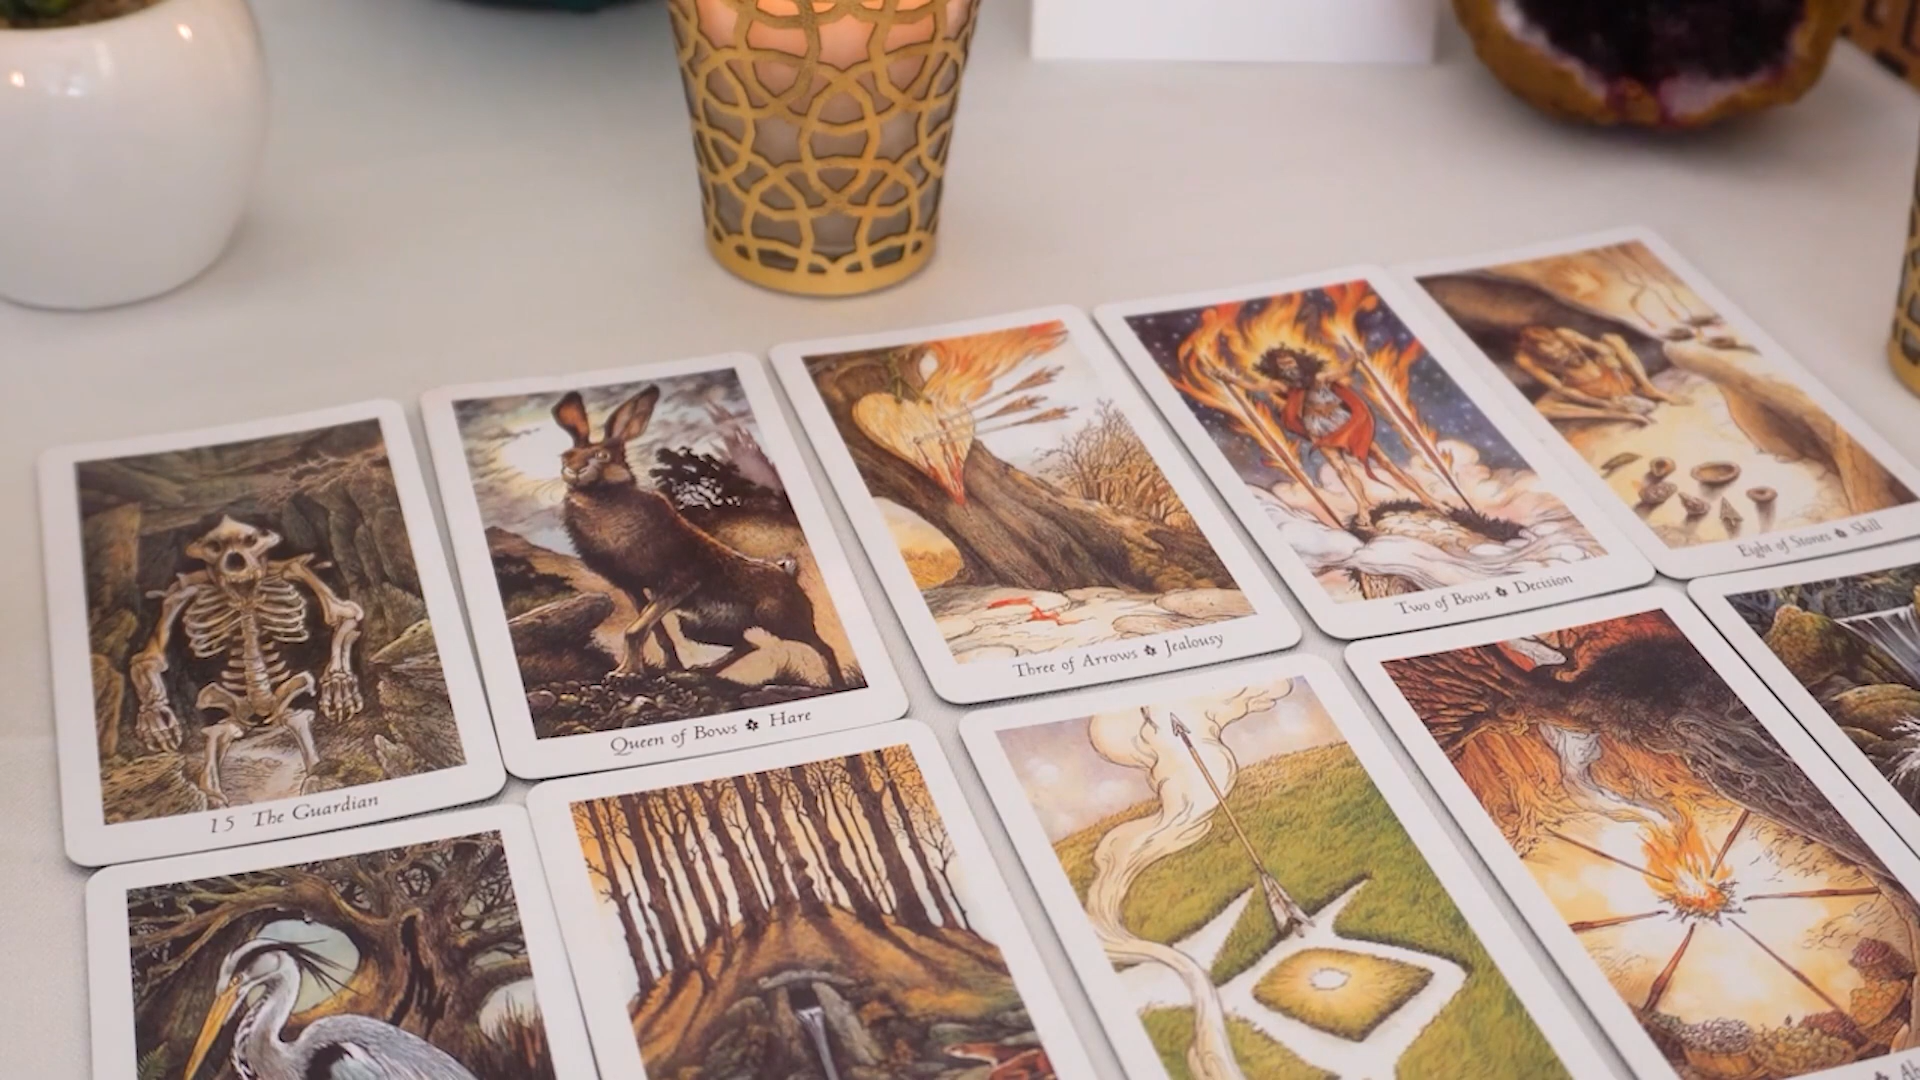 15 The Guardian
Queen of Bows Hare
Three of Arrows Jealousy
Two of Bows Decision
Eight of Stones Skill